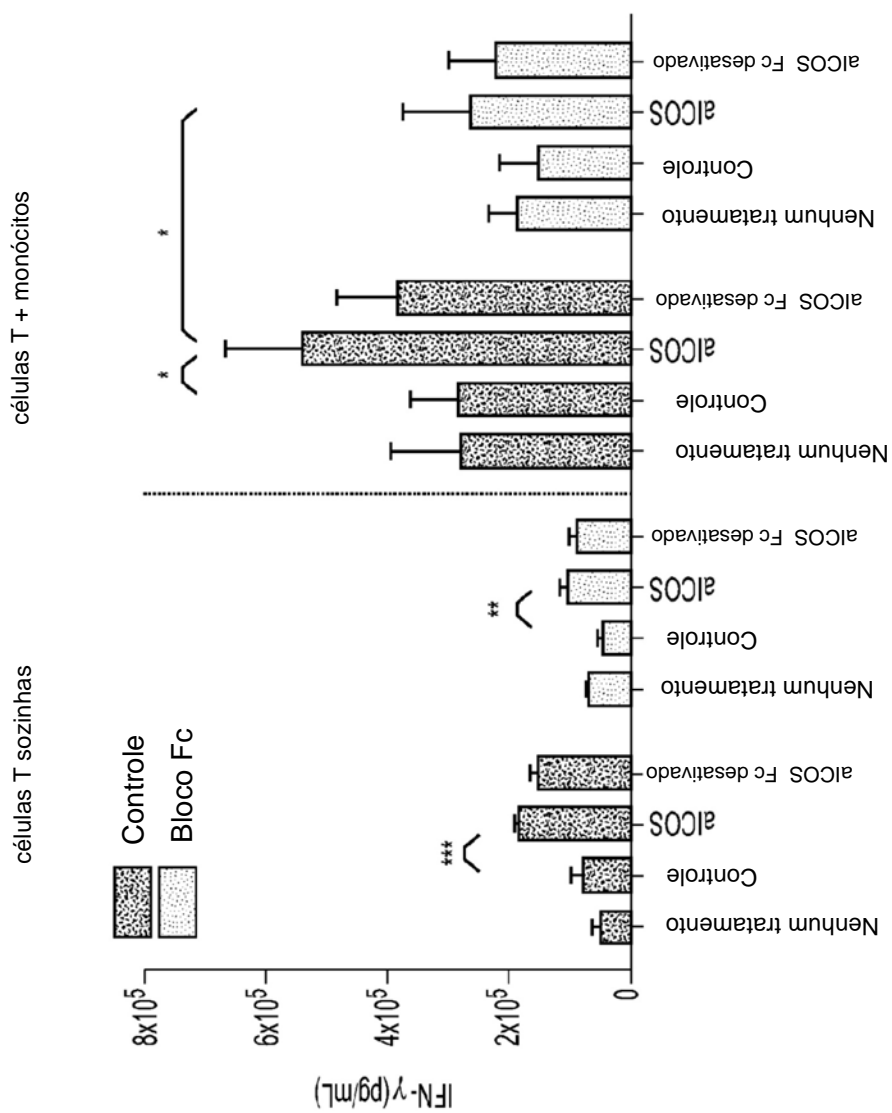 células T sozinhas
células T + monócitos
Controle
Bloco Fc
IFN-γ (pg/mL)
8x10⁵
6x10⁵
4x10⁵
2x10⁵
0
***
**
*
*
Nenhum tratamento
Controle
aICOS
aICOS Fc desativado
Nenhum tratamento
Controle
aICOS
aICOS Fc desativado
Nenhum tratamento
Controle
aICOS
aICOS Fc desativado
Nenhum tratamento
Controle
aICOS
aICOS Fc desativado